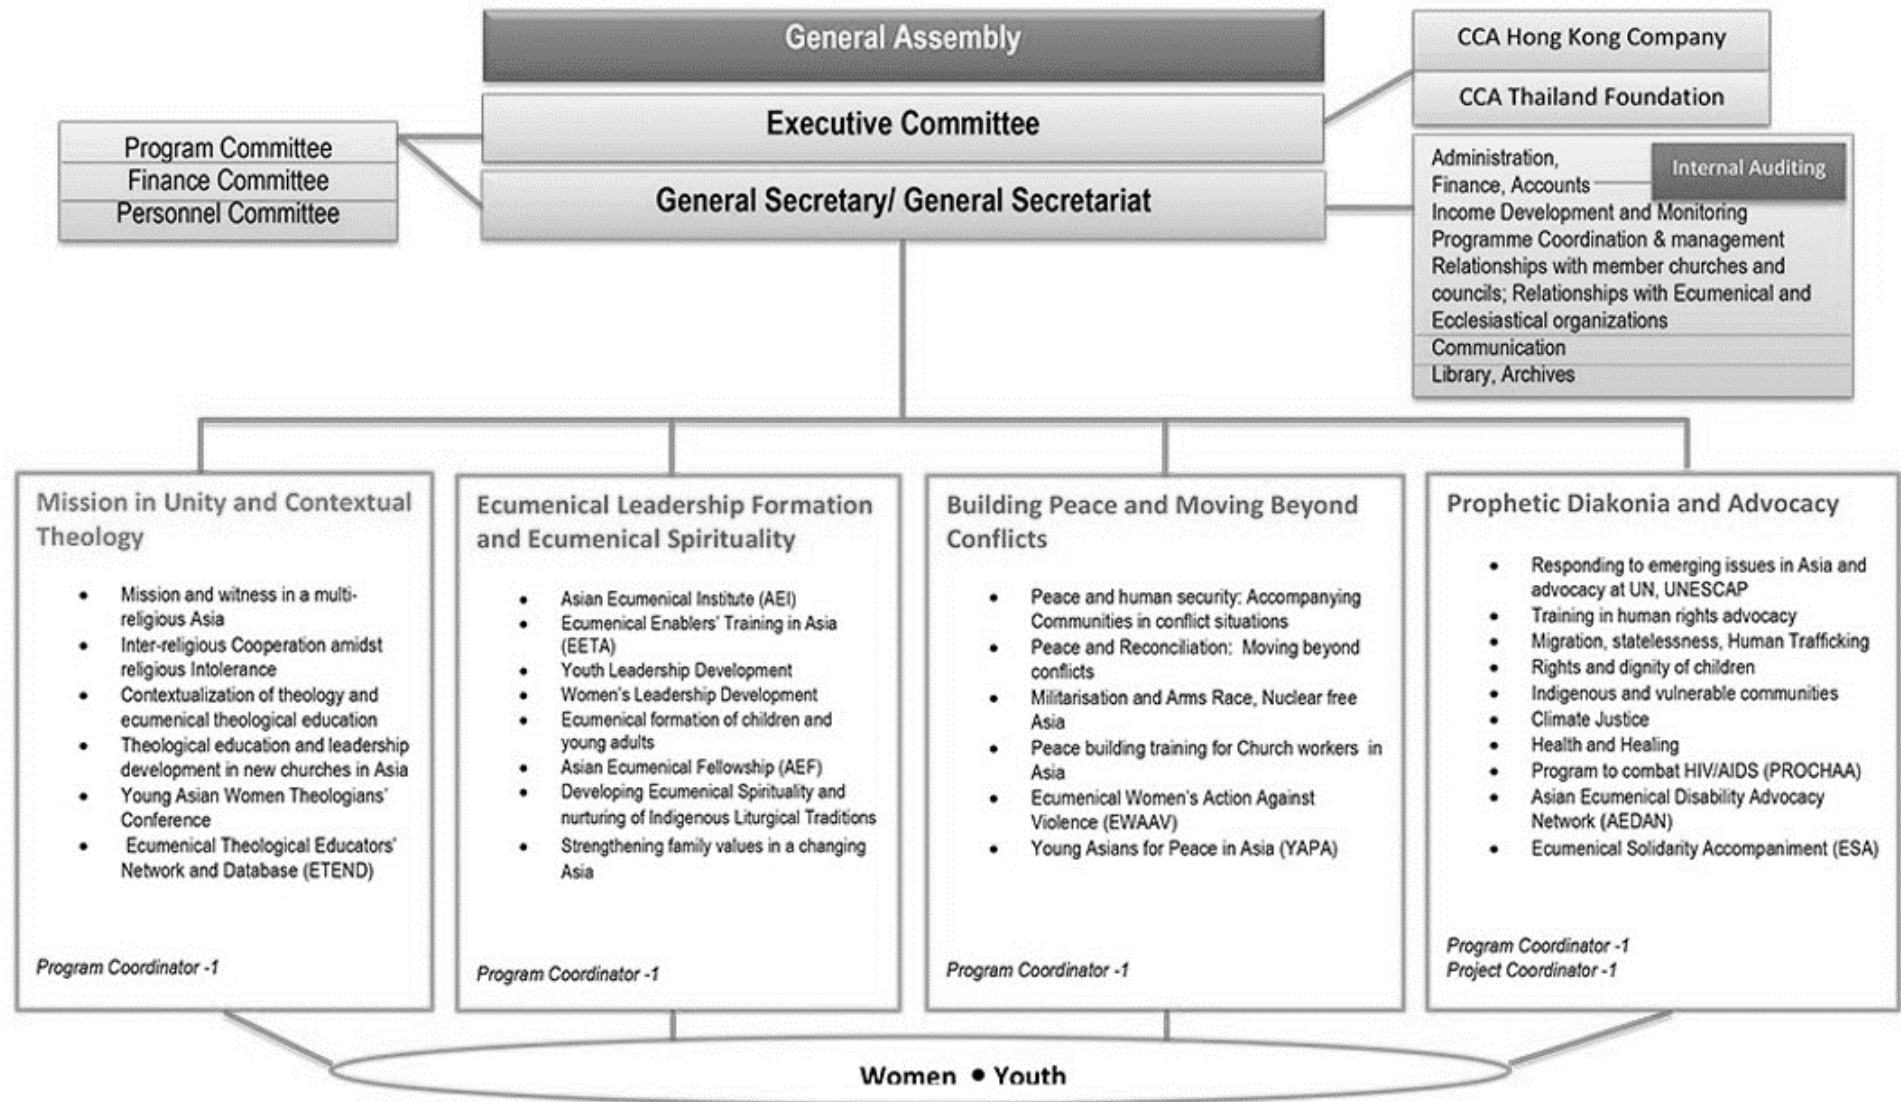 General Assembly
Executive Committee
General Secretary/ General Secretariat
Program Committee
Finance Committee
Personnel Committee
CCA Hong Kong Company
CCA Thailand Foundation
Administration,
Finance, Accounts
Internal Auditing
Income Development and Monitoring
Programme Coordination & management
Relationships with member churches and
councils; Relationships with Ecumenical and
Ecclesiastical organizations
Communication
Library, Archives
Mission in Unity and Contextual
Theology
• Mission and witness in a multi-
religious Asia
• Inter-religious Cooperation amidst
religious Intolerance
• Contextualization of theology and
ecumenical theological education
• Theological education and leadership
development in new churches in Asia
• Young Asian Women Theologians'
Conference
• Ecumenical Theological Educators'
Network and Database (ETEND)
Program Coordinator -1
Ecumenical Leadership Formation
and Ecumenical Spirituality
• Asian Ecumenical Institute (AEI)
• Ecumenical Enablers' Training in Asia
(EETA)
• Youth Leadership Development
• Women's Leadership Development
• Ecumenical formation of children and
young adults
• Asian Ecumenical Fellowship (AEF)
• Developing Ecumenical Spirituality and
nurturing of Indigenous Liturgical Traditions
• Strengthening family values in a changing
Asia
Program Coordinator -1
Building Peace and Moving Beyond
Conflicts
• Peace and human security: Accompanying
Communities in conflict situations
• Peace and Reconciliation: Moving beyond
conflicts
• Militarisation and Arms Race, Nuclear free
Asia
• Peace building training for Church workers in
Asia
• Ecumenical Women's Action Against
Violence (EWAAV)
• Young Asians for Peace in Asia (YAPA)
Program Coordinator -1
Prophetic Diakonia and Advocacy
• Responding to emerging issues in Asia and
advocacy at UN, UNESCAP
• Training in human rights advocacy
• Migration, statelessness, Human Trafficking
• Rights and dignity of children
• Indigenous and vulnerable communities
• Climate Justice
• Health and Healing
• Program to combat HIV/AIDS (PROCHAA)
• Asian Ecumenical Disability Advocacy
Network (AEDAN)
• Ecumenical Solidarity Accompaniment (ESA)
Program Coordinator -1
Project Coordinator -1
Women • Youth